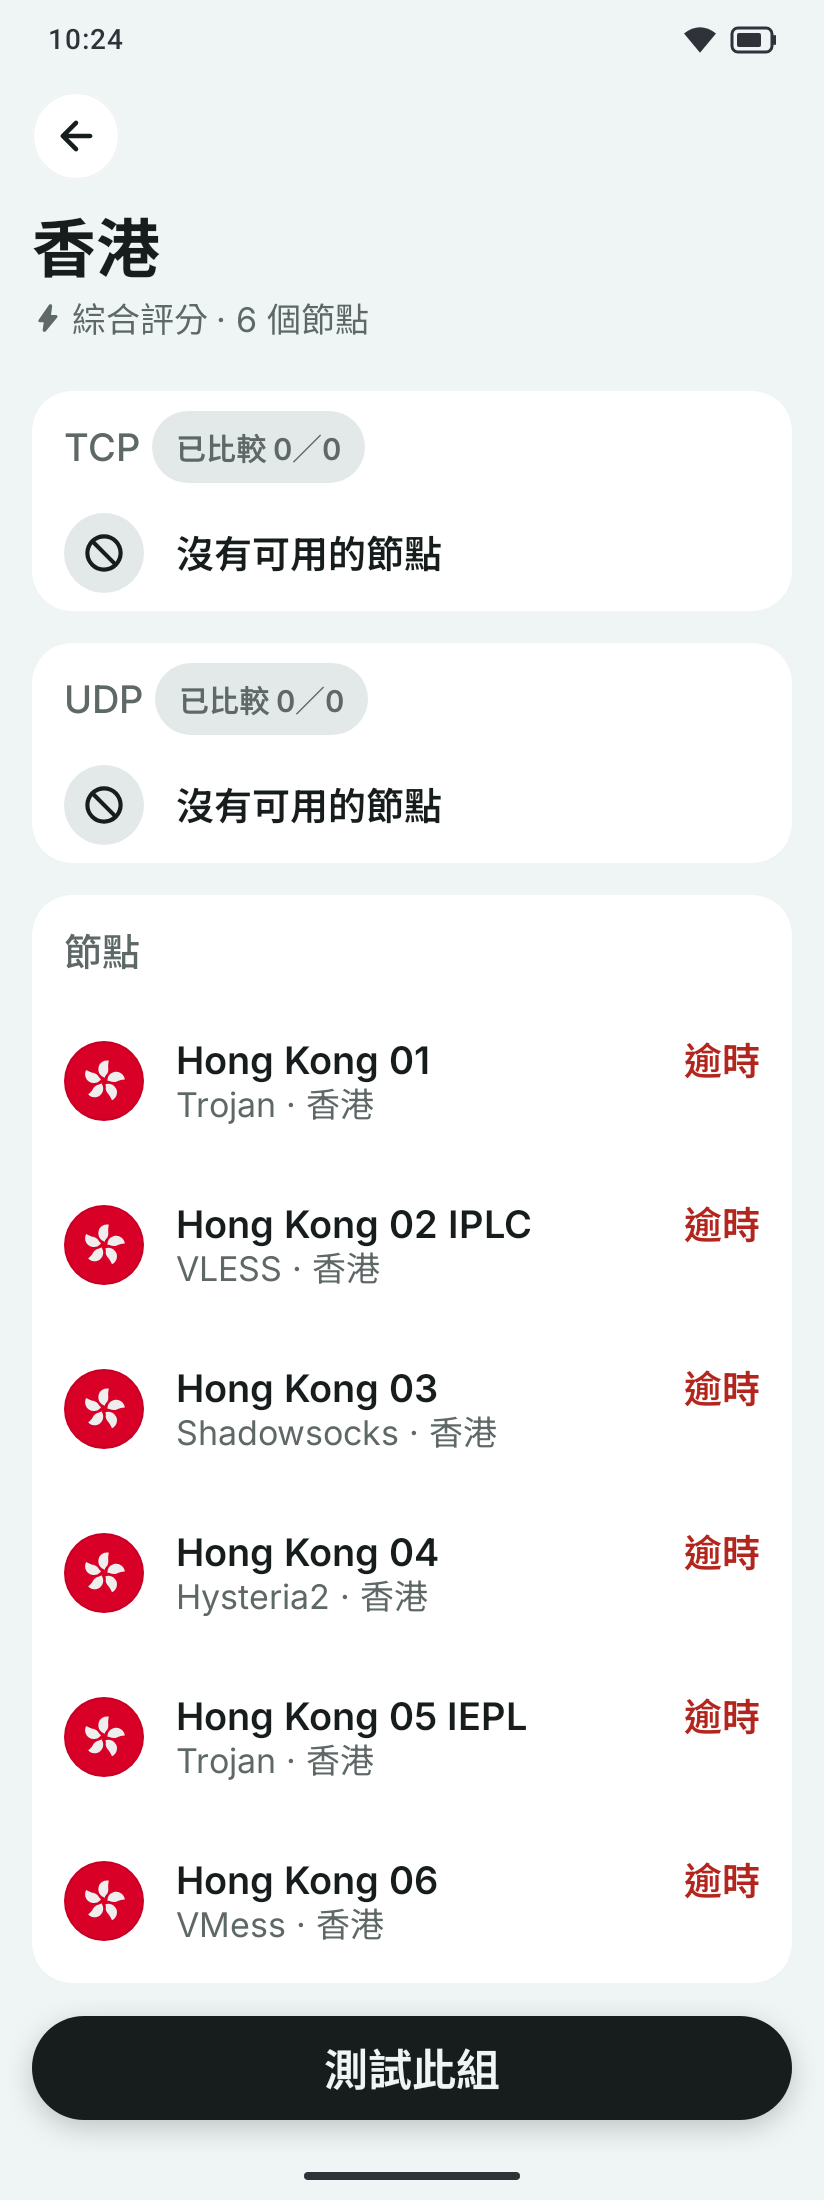 10:24
香港
綜合評分 · 6 個節點
TCP 已比較 0／0
沒有可用的節點
UDP 已比較 0／0
沒有可用的節點
節點
Hong Kong 01 逾時
Trojan · 香港
Hong Kong 02 IPLC 逾時
VLESS · 香港
Hong Kong 03 逾時
Shadowsocks · 香港
Hong Kong 04 逾時
Hysteria2 · 香港
Hong Kong 05 IEPL 逾時
Trojan · 香港
Hong Kong 06 逾時
VMess · 香港
測試此組